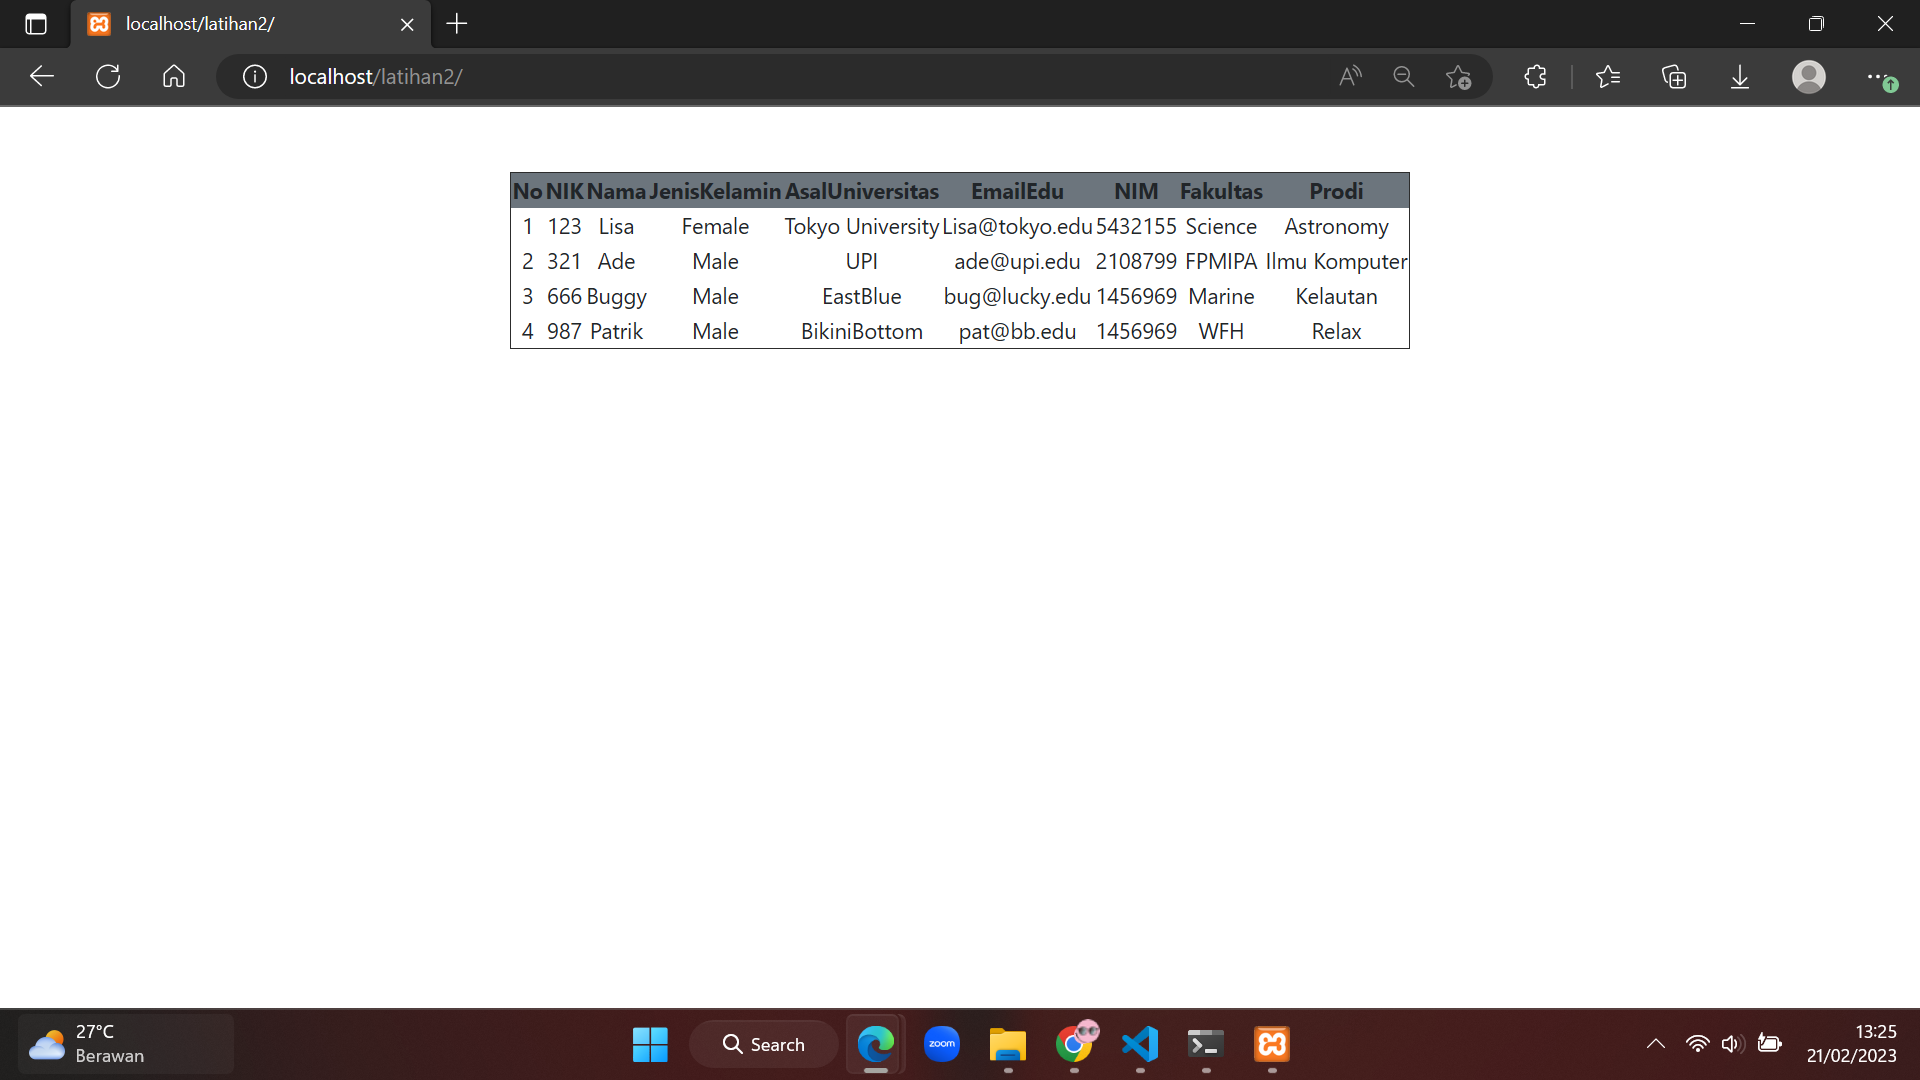 localhost/latihan2/
localhost/latihan2/
No NIK Nama JenisKelamin AsalUniversitas EmailEdu NIM Fakultas Prodi
1 123 Lisa Female Tokyo University Lisa@tokyo.edu 5432155 Science Astronomy
2 321 Ade Male UPI ade@upi.edu 2108799 FPMIPA Ilmu Komputer
3 666 Buggy Male EastBlue bug@lucky.edu 1456969 Marine Kelautan
4 987 Patrik Male BikiniBottom pat@bb.edu 1456969 WFH Relax
27°C
Berawan
Search
zoom
13:25
21/02/2023